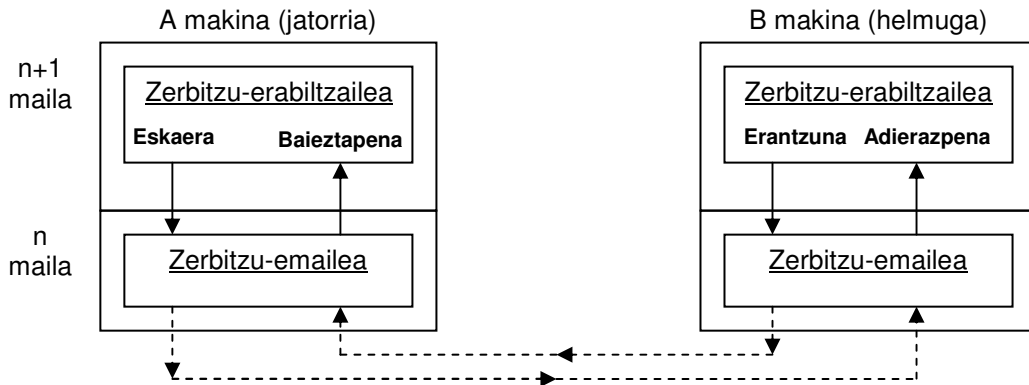 A makina (jatorria)
B makina (helmuga)
n+1
maila
Zerbitzu-erabiltzailea
Eskaera
Baieztapena
Zerbitzu-erabiltzailea
Erantzuna
Adierazpena
n
maila
Zerbitzu-emailea
Zerbitzu-emailea